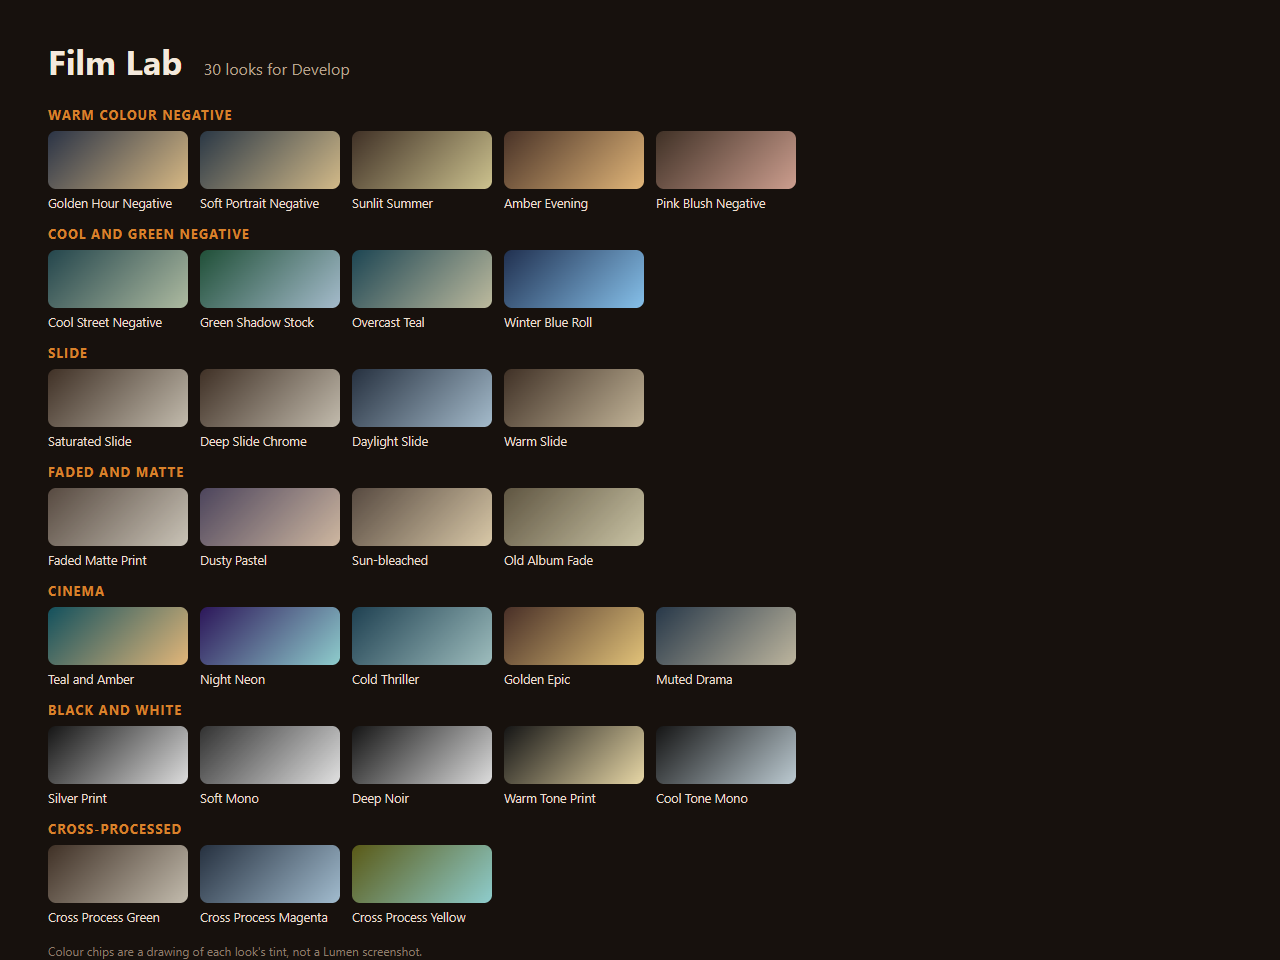 Film Lab 30 looks for Develop
WARM COLOUR NEGATIVE
Golden Hour Negative Soft Portrait Negative Sunlit Summer Amber Evening Pink Blush Negative
COOL AND GREEN NEGATIVE
Cool Street Negative Green Shadow Stock Overcast Teal Winter Blue Roll
SLIDE
Saturated Slide Deep Slide Chrome Daylight Slide Warm Slide
FADED AND MATTE
Faded Matte Print Dusty Pastel Sun-bleached Old Album Fade
CINEMA
Teal and Amber Night Neon Cold Thriller Golden Epic Muted Drama
BLACK AND WHITE
Silver Print Soft Mono Deep Noir Warm Tone Print Cool Tone Mono
CROSS-PROCESSED
Cross Process Green Cross Process Magenta Cross Process Yellow
Colour chips are a drawing of each look's tint, not a Lumen screenshot.